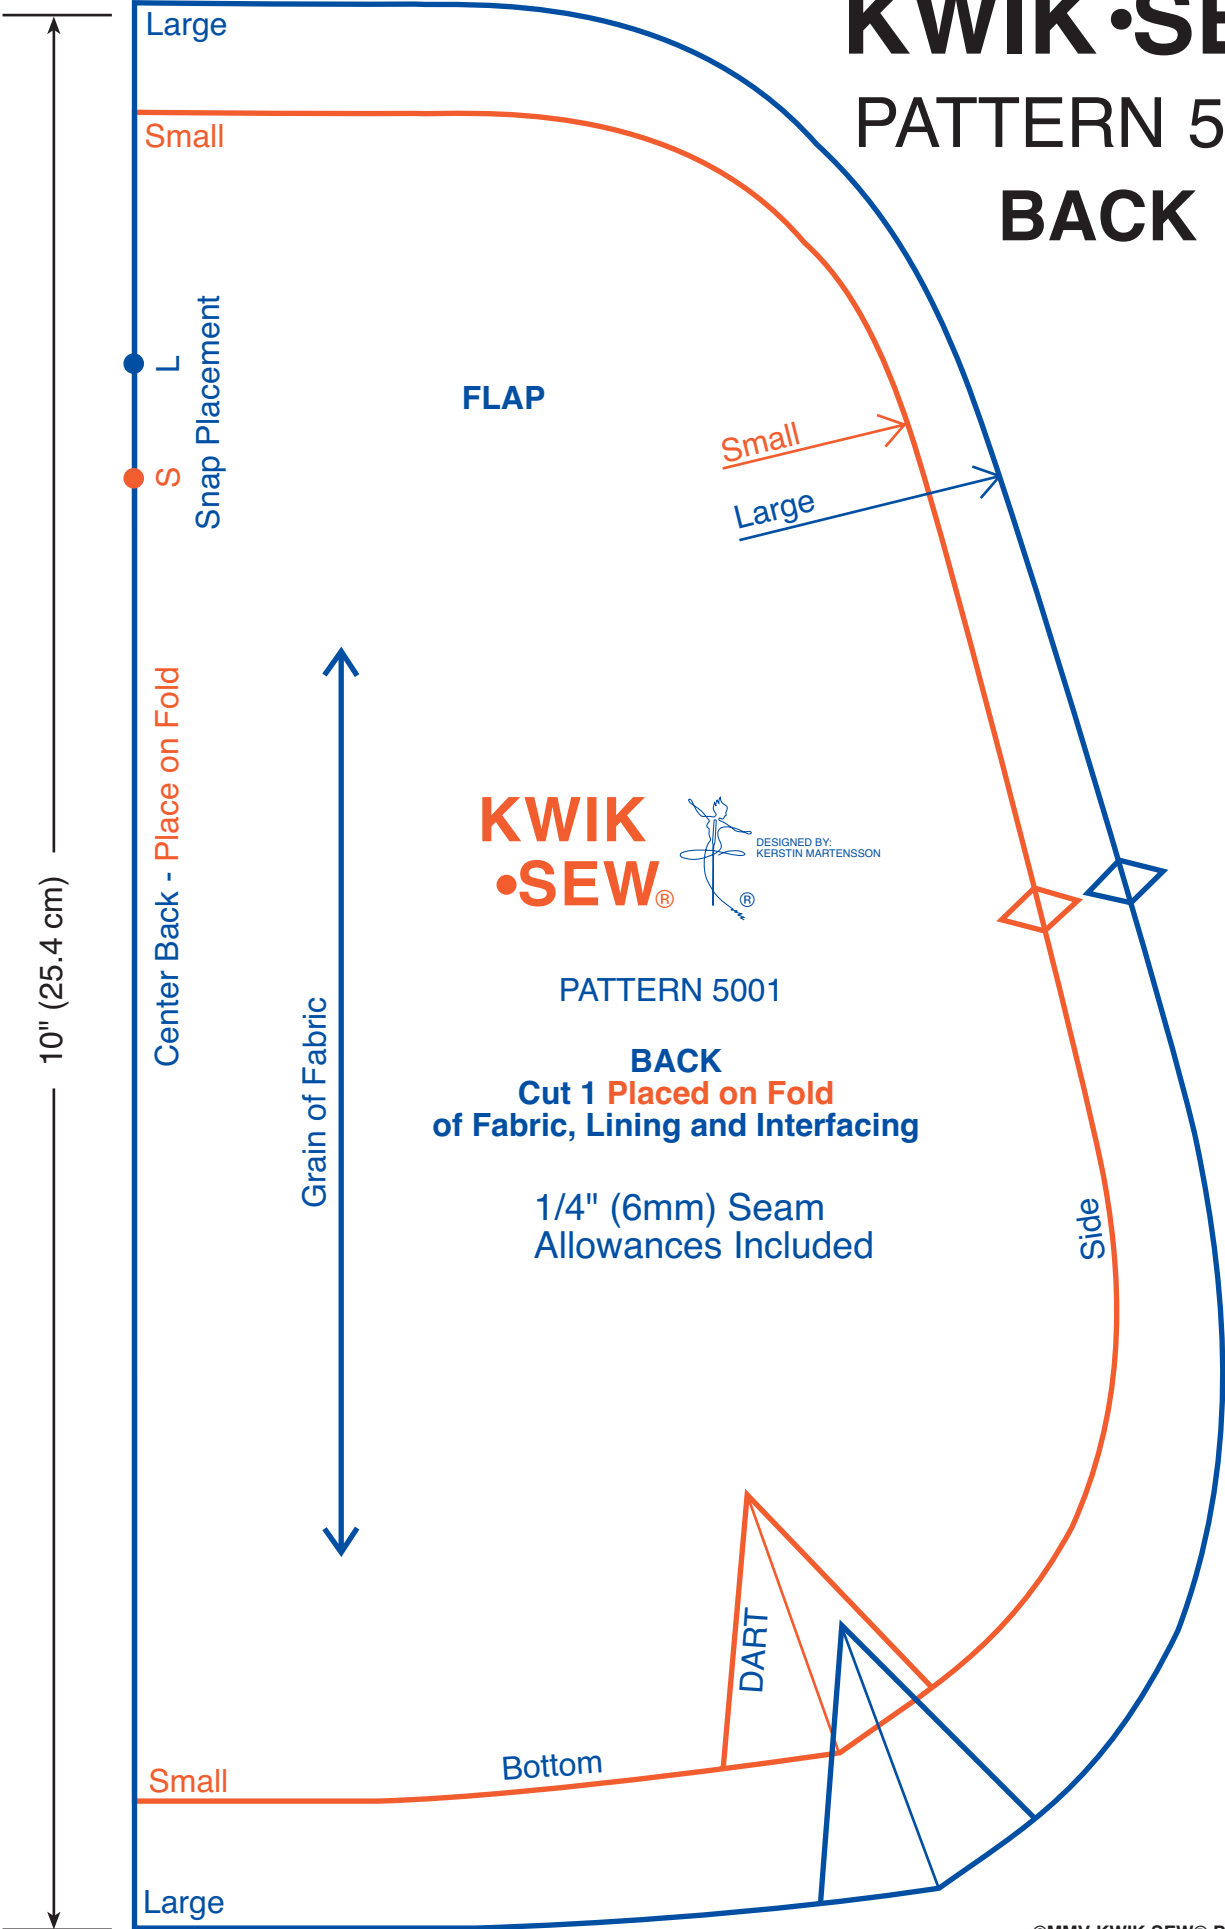 KWIK•SE
PATTERN 5
BACK
Large
Small
L
S
Snap Placement
FLAP
Small
Large
Center Back - Place on Fold
10" (25.4 cm)
Grain of Fabric
KWIK
•SEW®
DESIGNED BY:
KERSTIN MARTENSSON
®
PATTERN 5001
BACK
Cut 1 Placed on Fold
of Fabric, Lining and Interfacing
1/4" (6mm) Seam
Allowances Included
Side
DART
Bottom
Small
Large